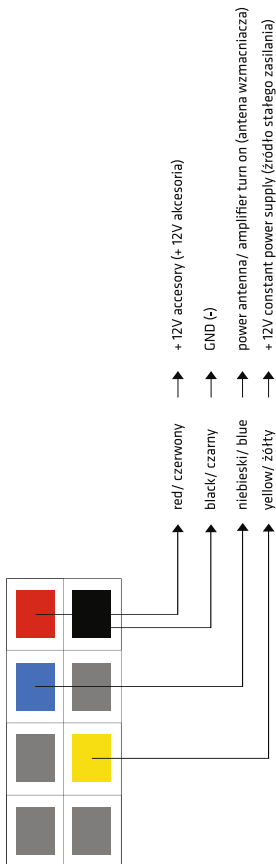 red/ czerwony
+ 12V accesory (+ 12V akcesoria)
black/ czarny
GND (-)
niebieski/ blue
power antenna/ amplifier turn on (antena wzmacniacza)
yellow/ żółty
+ 12V constant power supply (źródło stałego zasilania)